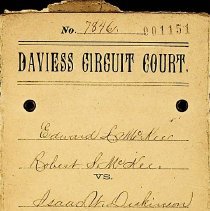 No. 7846. 001151
DAVIESS CIRCUIT COURT.
Edward S. McKee
Robert S. McKee
VS.
Isaac W. Dickinson